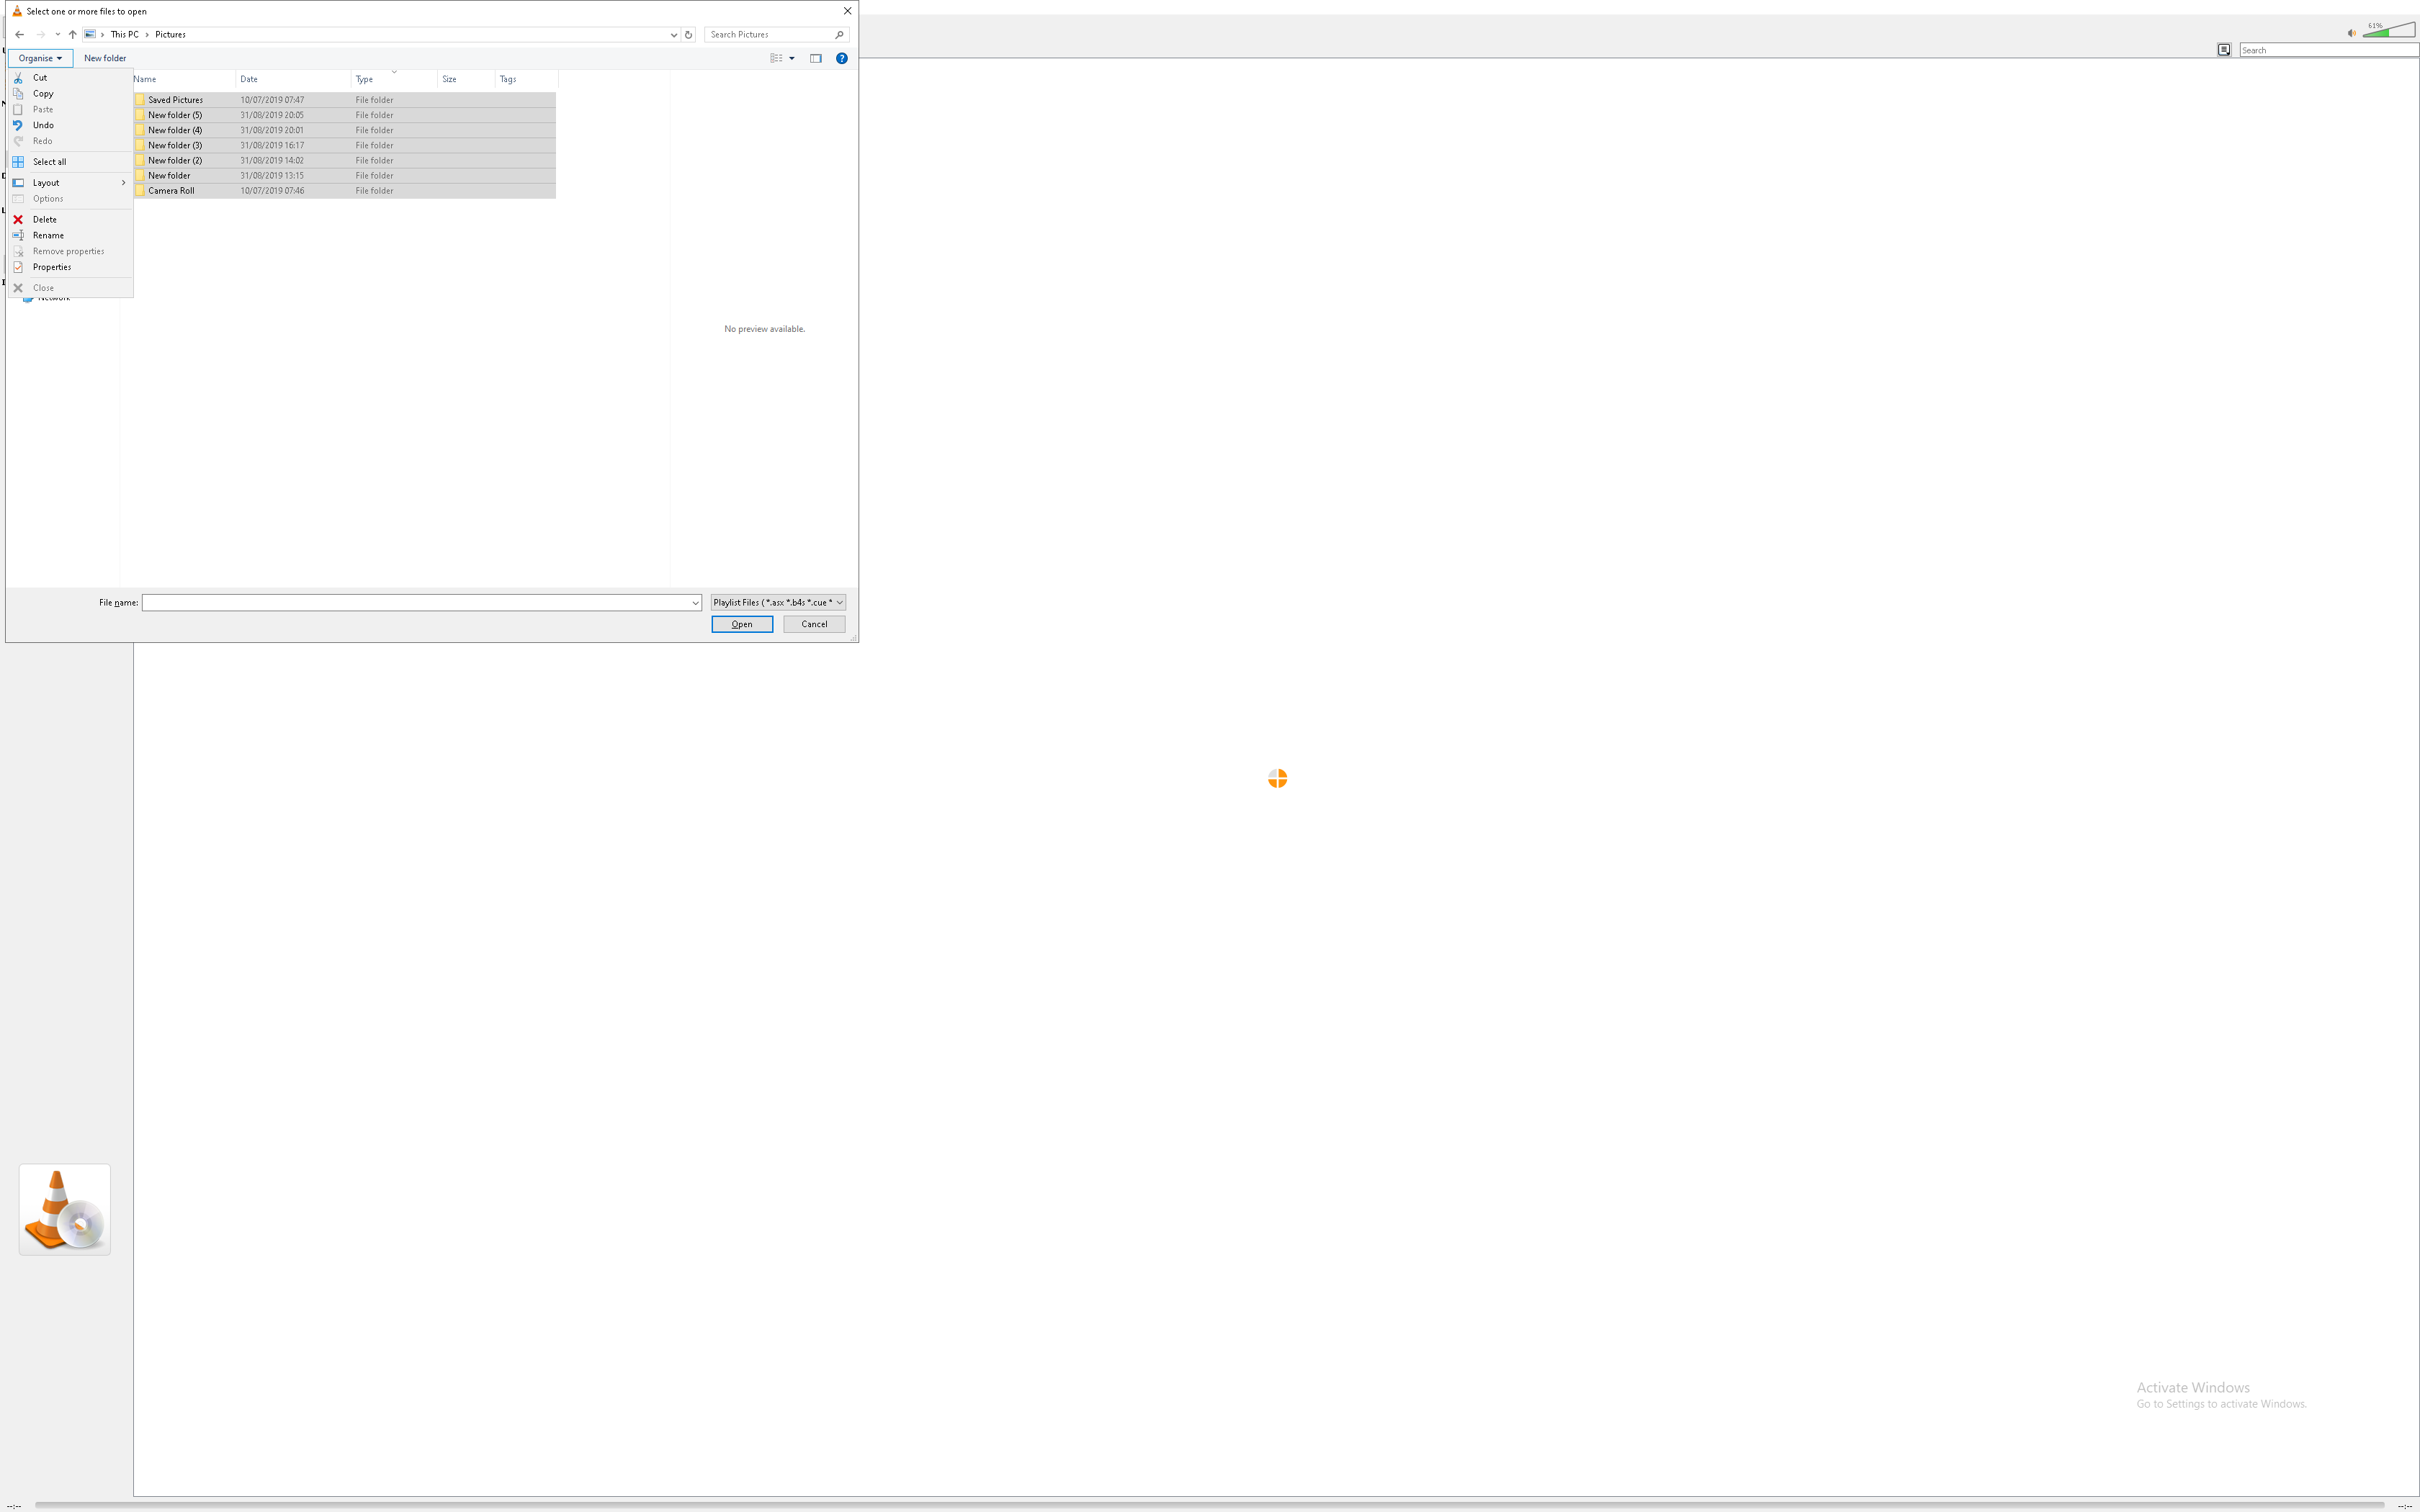 Select one or more files to open
61%
This PC
Pictures
Search Pictures
Organise
New folder
Search
Cut
Copy
Paste
Undo
Redo
Select all
Layout
Options
Delete
Rename
Remove properties
Properties
Close
Name Date Type Size Tags
Saved Pictures 10/07/2019 07:47 File folder
New folder (5) 31/08/2019 20:05 File folder
New folder (4) 31/08/2019 20:01 File folder
New folder (3) 31/08/2019 16:17 File folder
New folder (2) 31/08/2019 14:02 File folder
New folder 31/08/2019 13:15 File folder
Camera Roll 10/07/2019 07:46 File folder
Network
No preview available.
File name:
Playlist Files ( *.asx *.b4s *.cue *
Open
Cancel
Activate Windows
Go to Settings to activate Windows.
--:--
--:--